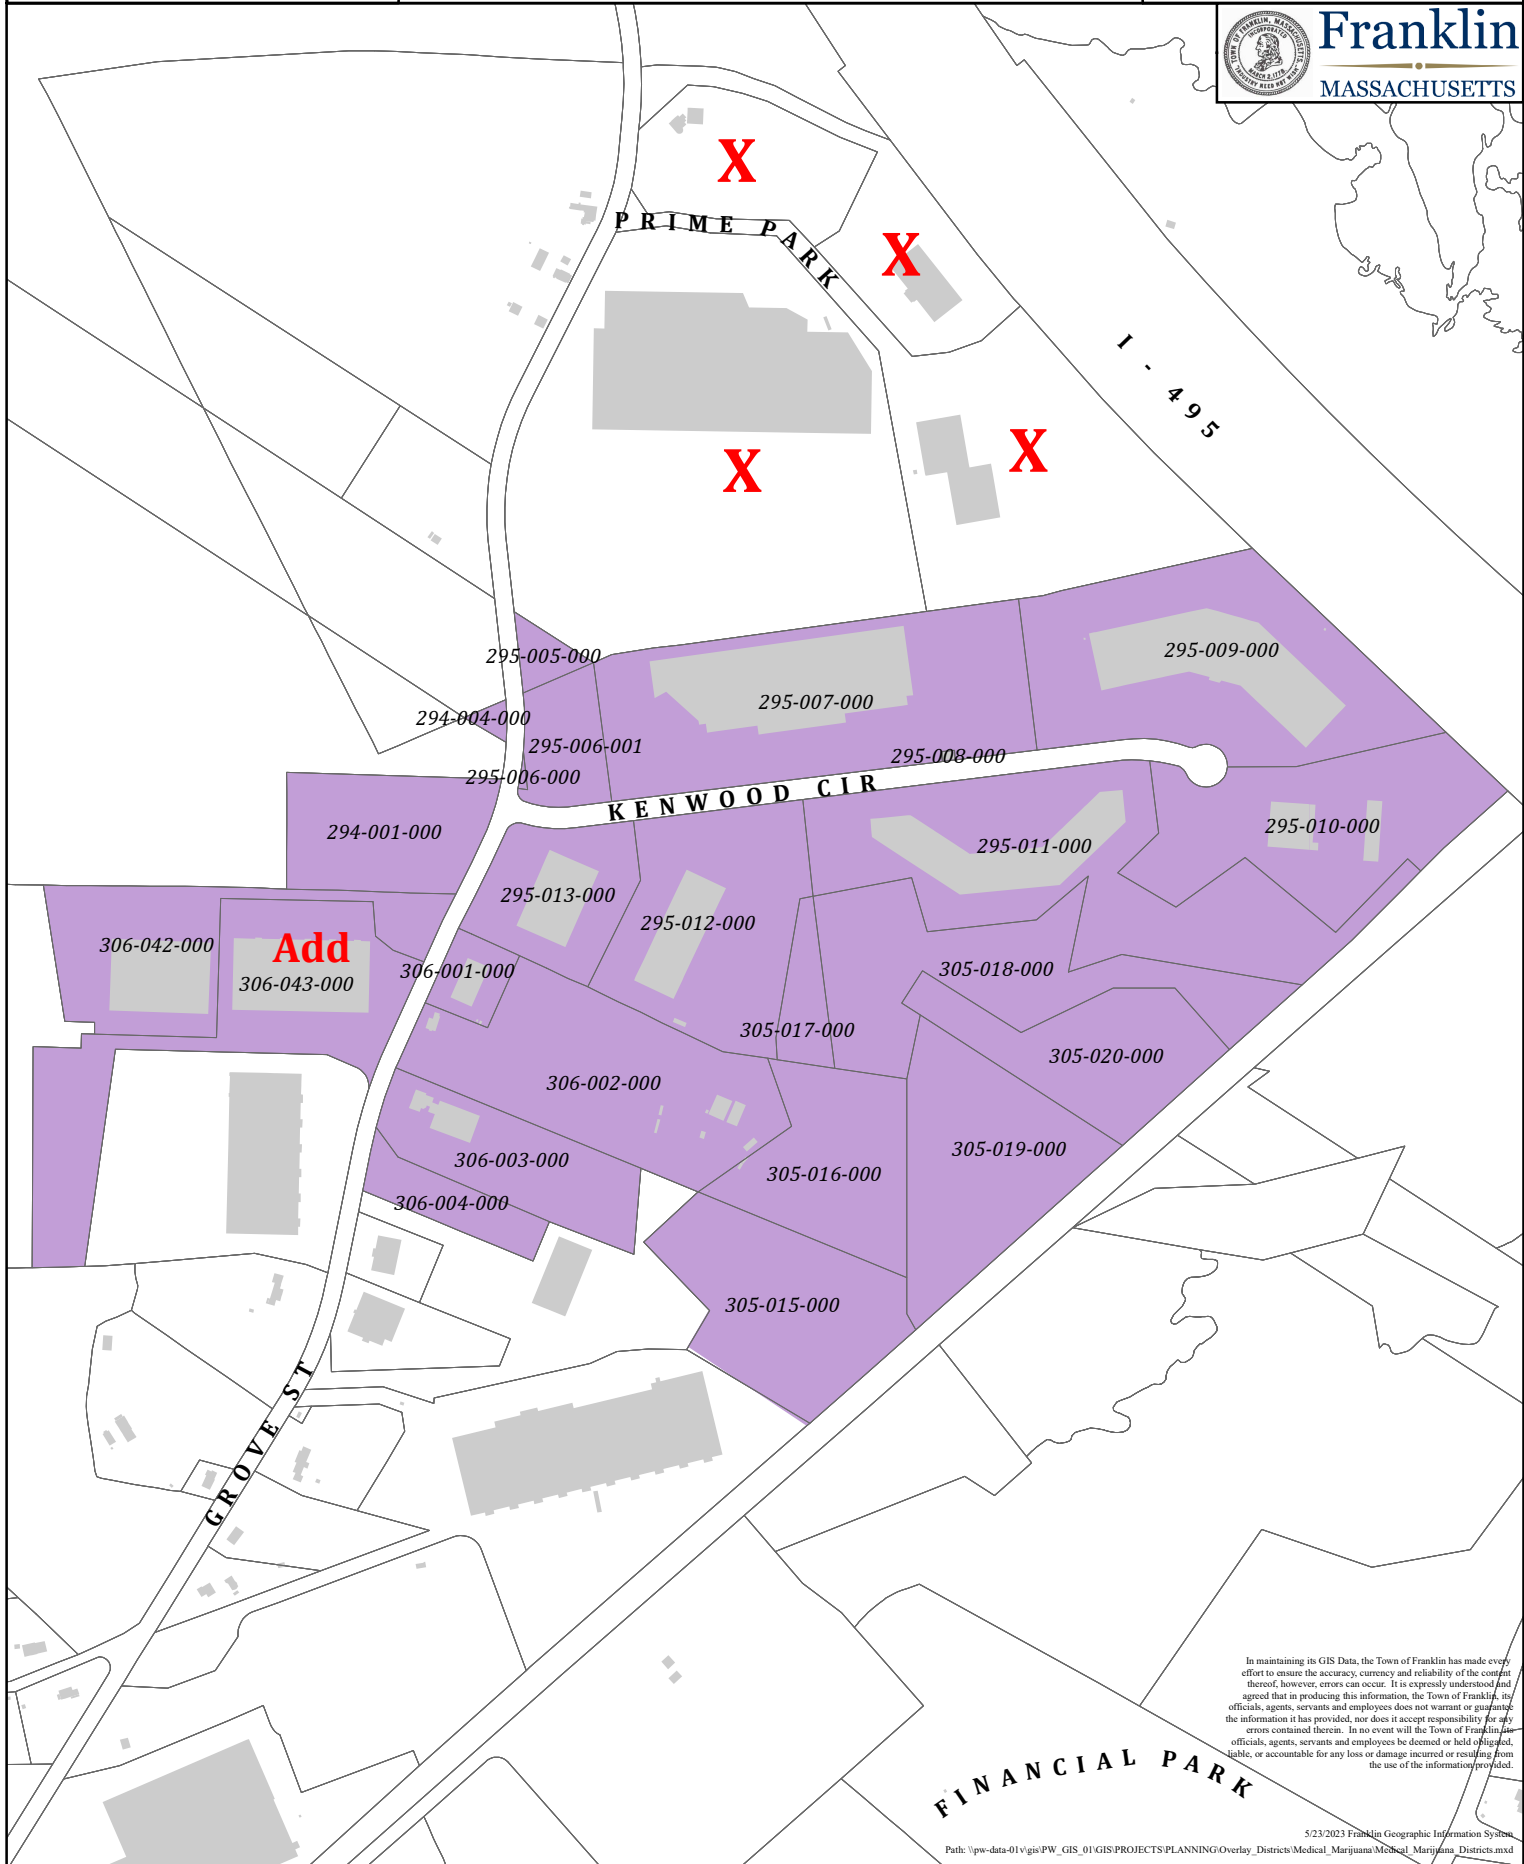 Franklin
MASSACHUSETTS
TOWN OF FRANKLIN, MASSACHUSETTS.
INCORPORATED
MARCH 2, 1778
X
PRIME PARK
X
I - 495
X
X
295-005-000
295-009-000
295-007-000
294-004-000
295-006-001
295-008-000
295-006-000
KENWOOD CIR
294-001-000
295-011-000
295-010-000
295-013-000
295-012-000
306-042-000
Add
306-043-000
306-001-000
305-018-000
305-017-000
305-020-000
306-002-000
305-019-000
306-003-000
305-016-000
306-004-000
305-015-000
GROVE ST
In maintaining its GIS Data, the Town of Franklin has made every
effort to ensure the accuracy, currency and reliability of the content
thereof, however, errors can occur. It is expressly understood and
agreed that in producing this information, the Town of Franklin, its
officials, agents, servants and employees does not warrant or guarantee
the information it has provided, nor does it accept responsibility for any
errors contained therein. In no event will the Town of Franklin, its
officials, agents, servants and employees be deemed or held obligated,
liable, or accountable for any loss or damage incurred or resulting from
the use of the information provided.
FINANCIAL PARK
5/23/2023 Franklin Geographic Information System
Path: \\pw-data-01v\gis\PW_GIS_01\GIS\PROJECTS\PLANNING\Overlay_Districts\Medical_Marijuana\Medical_Marijuana_Districts.mxd